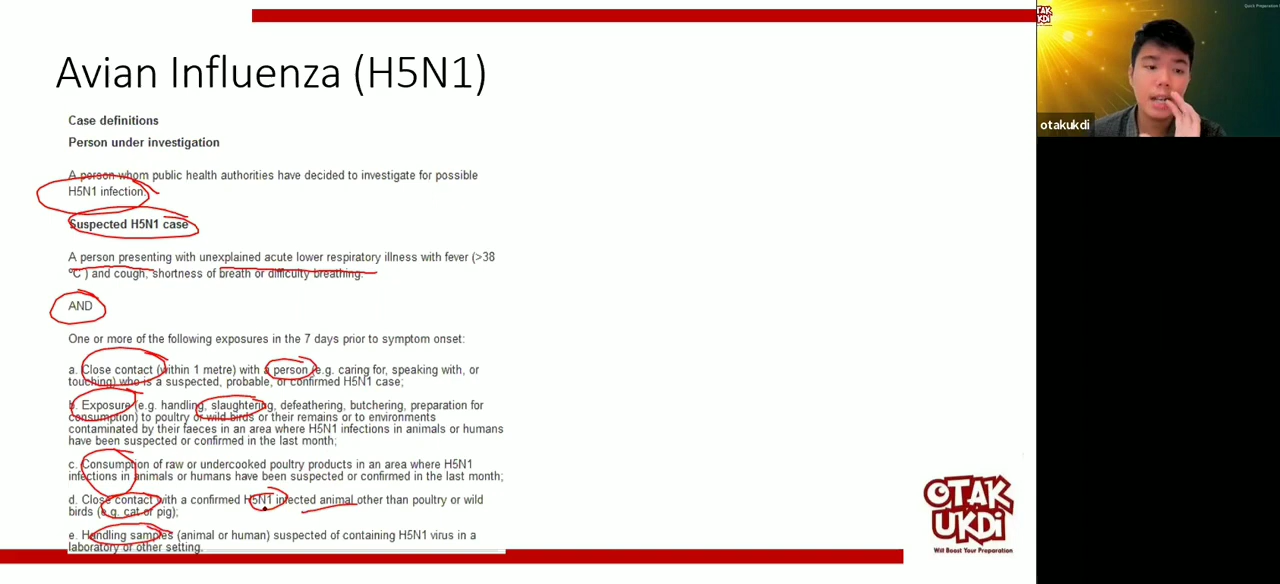 Avian Influenza (H5N1)
Case definitions
Person under investigation
A person whom public health authorities have decided to investigate for possible
H5N1 infection.
Suspected H5N1 case
A person presenting with unexplained acute lower respiratory illness with fever (>38
ºC ) and cough, shortness of breath or difficulty breathing.
AND
One or more of the following exposures in the 7 days prior to symptom onset:
a. Close contact (within 1 metre) with a person (e.g. caring for, speaking with, or
touching) who is a suspected, probable, or confirmed H5N1 case;
b. Exposure (e.g. handling, slaughtering, defeathering, butchering, preparation for
consumption) to poultry or wild birds or their remains or to environments
contaminated by their faeces in an area where H5N1 infections in animals or humans
have been suspected or confirmed in the last month;
c. Consumption of raw or undercooked poultry products in an area where H5N1
infections in animals or humans have been suspected or confirmed in the last month;
d. Close contact with a confirmed H5N1 infected animal other than poultry or wild
birds (e.g. cat or pig);
e. Handling samples (animal or human) suspected of containing H5N1 virus in a
laboratory or other setting.
OTAK
UKDi
Will Boost Your Preparation
TAK
UKDi
Quick Preparation
otakukdi